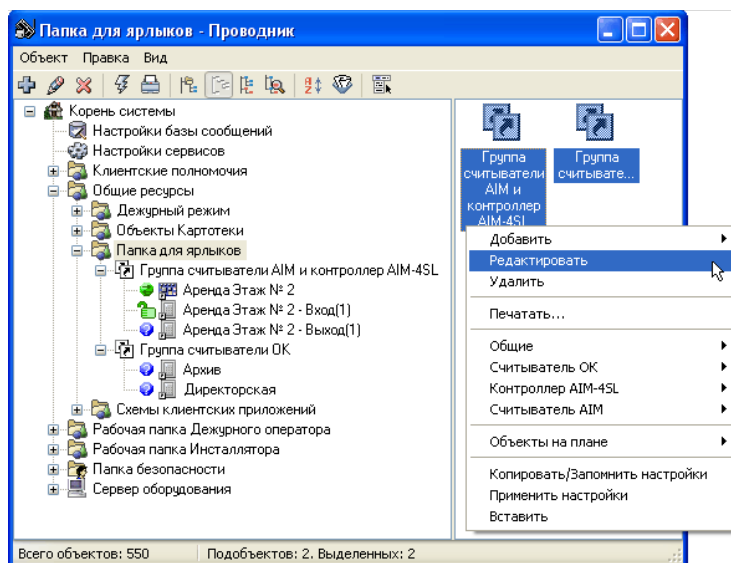 Папка для ярлыков - Проводник
Объект Правка Вид
Корень системы
Настройки базы сообщений
Настройки сервисов
Клиентские полномочия
Общие ресурсы
Дежурный режим
Объекты Картотеки
Папка для ярлыков
Группа считыватели AIM и контроллер AIM-4SL
Аренда Этаж № 2
Аренда Этаж № 2 - Вход(1)
Аренда Этаж № 2 - Выход(1)
Группа считыватели ОК
Архив
Директорская
Схемы клиентских приложений
Рабочая папка Дежурного оператора
Рабочая папка Инсталлятора
Папка безопасности
Сервер оборудования
Группа
считыватели
AIM и
контроллер
AIM-4SL
Группа
считывате...
Добавить
Редактировать
Удалить
Печатать...
Общие
Считыватель ОК
Контроллер AIM-4SL
Считыватель AIM
Объекты на плане
Копировать/Запомнить настройки
Применить настройки
Вставить
Всего объектов: 550 Подобъектов: 2. Выделенных: 2